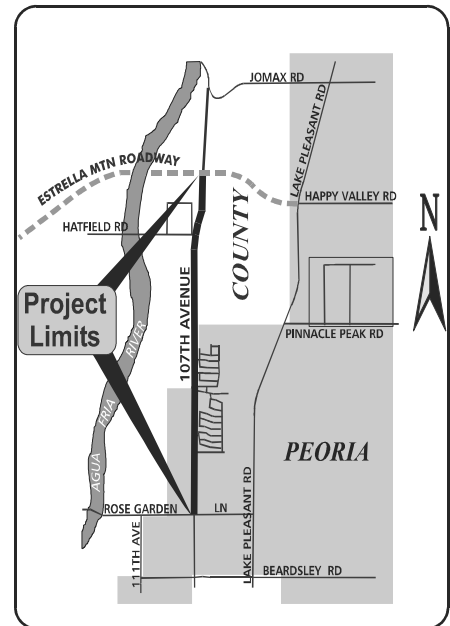 JOMAX RD
LAKE PLEASANT RD
ESTRELLA MTN ROADWAY
HAPPY VALLEY RD
N
HATFIELD RD
COUNTY
107TH AVENUE
Project
Limits
PINNACLE PEAK RD
AGUA FRIA RIVER
PEORIA
ROSE GARDEN LN
LAKE PLEASANT RD
111TH AVE
BEARDSLEY RD